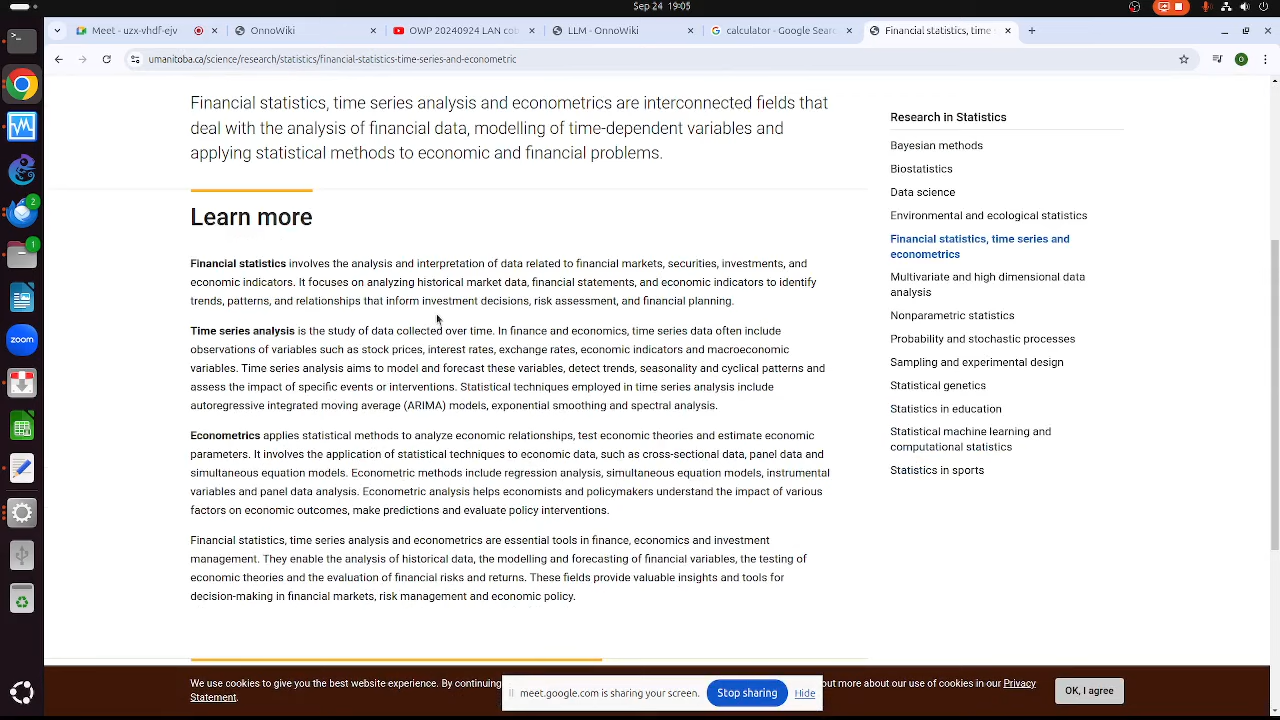 Sep 24 19:05
Meet - uzx-vhdf-ejv
OnnoWiki
OWP 20240924 LAN cob
LLM - OnnoWiki
calculator - Google Sear
Financial statistics, time
umanitoba.ca/science/research/statistics/financial-statistics-time-series-and-econometric
O
Financial statistics, time series analysis and econometrics are interconnected fields that
deal with the analysis of financial data, modelling of time-dependent variables and
applying statistical methods to economic and financial problems.
Learn more
Financial statistics involves the analysis and interpretation of data related to financial markets, securities, investments, and
economic indicators. It focuses on analyzing historical market data, financial statements, and economic indicators to identify
trends, patterns, and relationships that inform investment decisions, risk assessment, and financial planning.
Time series analysis is the study of data collected over time. In finance and economics, time series data often include
observations of variables such as stock prices, interest rates, exchange rates, economic indicators and macroeconomic
variables. Time series analysis aims to model and forecast these variables, detect trends, seasonality and cyclical patterns and
assess the impact of specific events or interventions. Statistical techniques employed in time series analysis include
autoregressive integrated moving average (ARIMA) models, exponential smoothing and spectral analysis.
Econometrics applies statistical methods to analyze economic relationships, test economic theories and estimate economic
parameters. It involves the application of statistical techniques to economic data, such as cross-sectional data, panel data and
simultaneous equation models. Econometric methods include regression analysis, simultaneous equation models, instrumental
variables and panel data analysis. Econometric analysis helps economists and policymakers understand the impact of various
factors on economic outcomes, make predictions and evaluate policy interventions.
Financial statistics, time series analysis and econometrics are essential tools in finance, economics and investment
management. They enable the analysis of historical data, the modelling and forecasting of financial variables, the testing of
economic theories and the evaluation of financial risks and returns. These fields provide valuable insights and tools for
decision-making in financial markets, risk management and economic policy.
Research in Statistics
Bayesian methods
Biostatistics
Data science
Environmental and ecological statistics
Financial statistics, time series and
econometrics
Multivariate and high dimensional data
analysis
Nonparametric statistics
Probability and stochastic processes
Sampling and experimental design
Statistical genetics
Statistics in education
Statistical machine learning and
computational statistics
Statistics in sports
2
1
zoom
We use cookies to give you the best website experience. By continuing
out more about our use of cookies in our Privacy
Statement.
OK, I agree
meet.google.com is sharing your screen.
Stop sharing
Hide